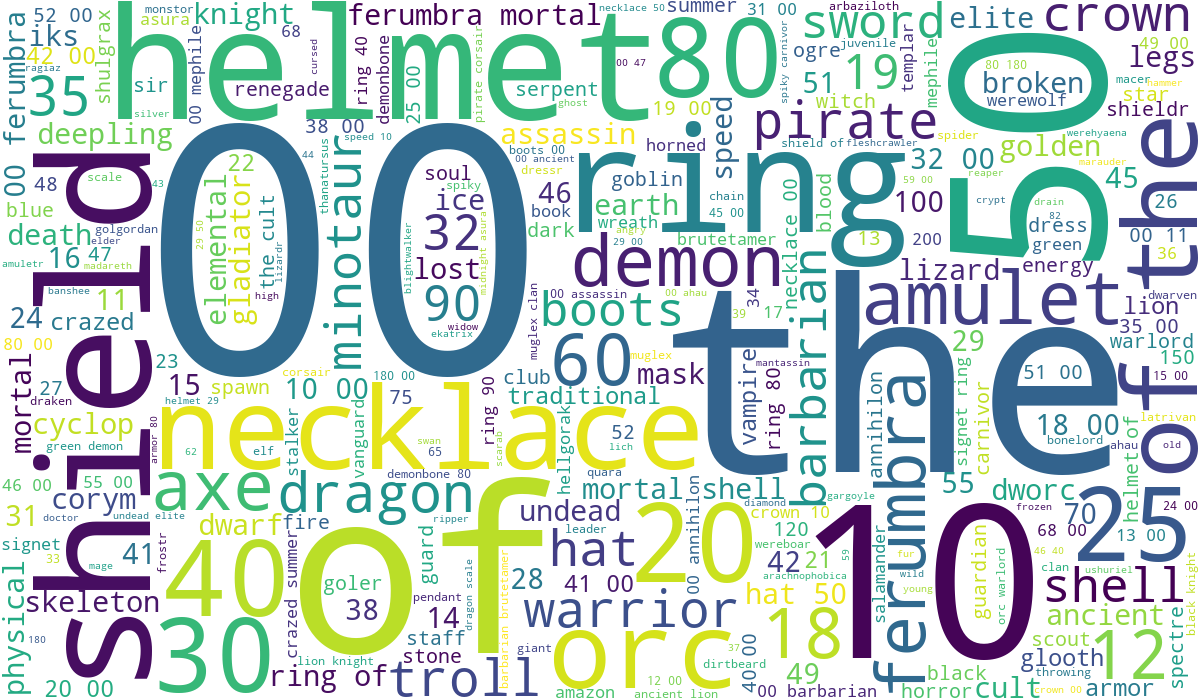 monstor
52 00
iks
42 00
ragiaz
35
00 ferumbra
asura
shulgrax
knight
68
sir
silver
renegade
cursed
00 mephile
helmet
ferumbra mortal
ring 40
demonbone
25 00
pirate corsair
necklace 50
summer
31 00
00 47
80
serpent
ghost
19 00
arbaziloth
sword
ogre
juvenile
51
19
spiky carnivor
witch
templar
mephile
elite
crown
80 180
broken
werewolf
50
49 00
legs
macer
hammer
star
shieldr
deepling
38 00
speed 10
44
assassin
boots 00
00 ancient
dressr
horned
speed
pirate
shield of
fleshcrawler
werehyaena
spider
marauder
golden
32 00
59 00
reaper
45
of the
shield
48
scale
43
blue
golgordan
death
elder
amuletr
16
47
madareth
banshee
11
24
crazed
80 00
00
22
elemental
gladiator
29 50
the cult
lizardr
high
thanatursus
minotaur
soul
spiky
ice
32
lost
90
blightwalker
midnight asura
widow
ekatrix
46
book
dark
goblin
earth
wreath
angry
29 00
brutetamer
chain
45 00
ring
blood
13
necklace 00
100
200
crypt
drain
82
dress
green
energy
26
00 11
36
demon
00 assassin
00 ahau
muglex clan
boots
34
39
17
barbarian
lizard
amulet
lion
dwarven
35 00
warlord
150
15 00
mortal
23
27
draken
15
corsair
helmet 29
spawn
10 00
180 00
75
club
traditional
60
muglex
mask
vampire
mantassin
ring 80
the
29
51 00
18 00
bonelord
ahau
latrivan
old
cyclop
green demon
armor 80
62
necklace
elf
stalker
vanguard
swan
65
ring 90
scarab
52
lich
hellgorak
quara
annihilon
ferumbra
signet ring
carnivor
helmet of
46 00
55 00
corym
doctor
undead elite
31
signet
33
mage
41
frostr
axe
dragon
demonbone 80
ripper
mortal shell
undead
leader
diamond
crown 10
gargoyle
120
wereboar
55
dworc
frozen
70
68 00
25
24 00
13 00
dwarf
fire
guard
of
40
goler
38
pendant
14
dragon scale
barbarian brutetamer
28
hat
41 00
20
00 annihilon
42
21
59
arachnophobica
hat 50
salamander
10
fur
wild
young
guardian
orc warlord
46 40
clan
ushuriel
shell
black knight
skeleton
physical
180
20 00
30
crazed summer
lion knight
ring of
staff
stone
troll
warrior
giant
amazon
orc
12 00
ancient lion
37
dirtbeard
40 00
18
49
00 barbarian
black
horror
cult
scout
glooth
throwing
crown 00
armor
ancient
12
spectre